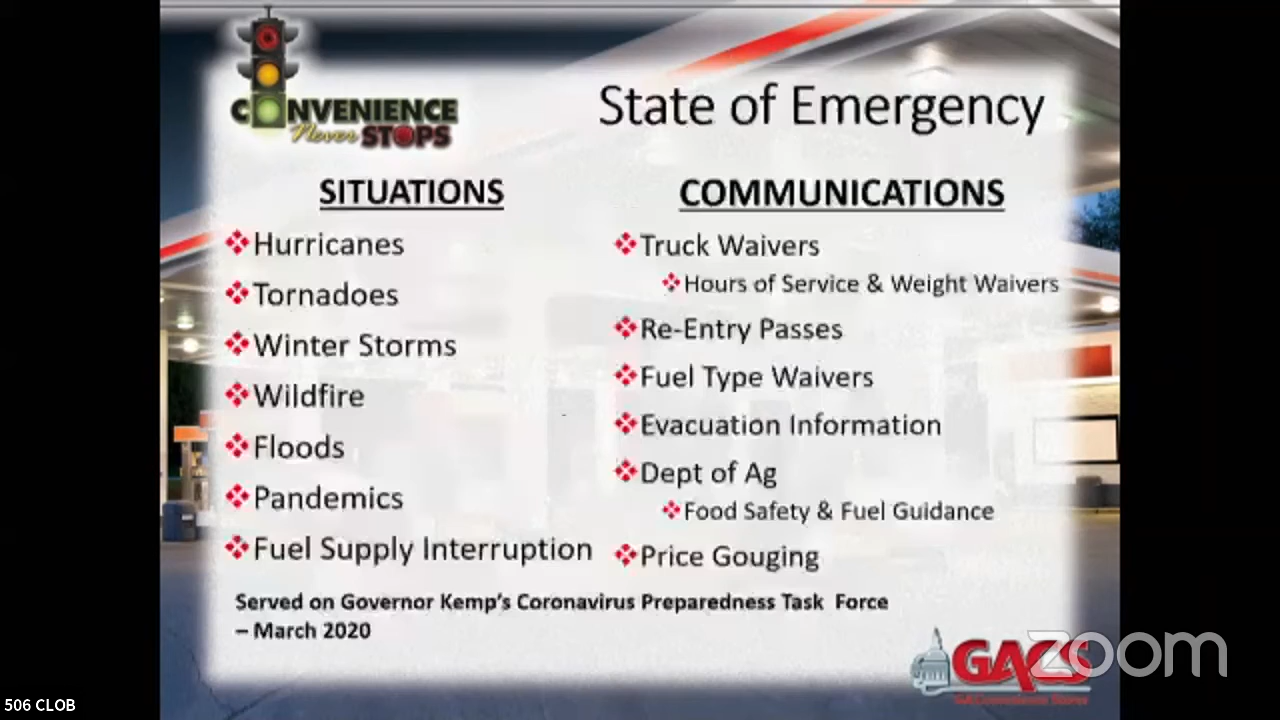 CONVENIENCE
Never STOPS
State of Emergency
SITUATIONS
Hurricanes
Tornadoes
Winter Storms
Wildfire
Floods
Pandemics
Fuel Supply Interruption
COMMUNICATIONS
Truck Waivers
Hours of Service & Weight Waivers
Re-Entry Passes
Fuel Type Waivers
Evacuation Information
Dept of Ag
Food Safety & Fuel Guidance
Price Gouging
Served on Governor Kemp's Coronavirus Preparedness Task Force
– March 2020
GACS
zoom
506 CLOB